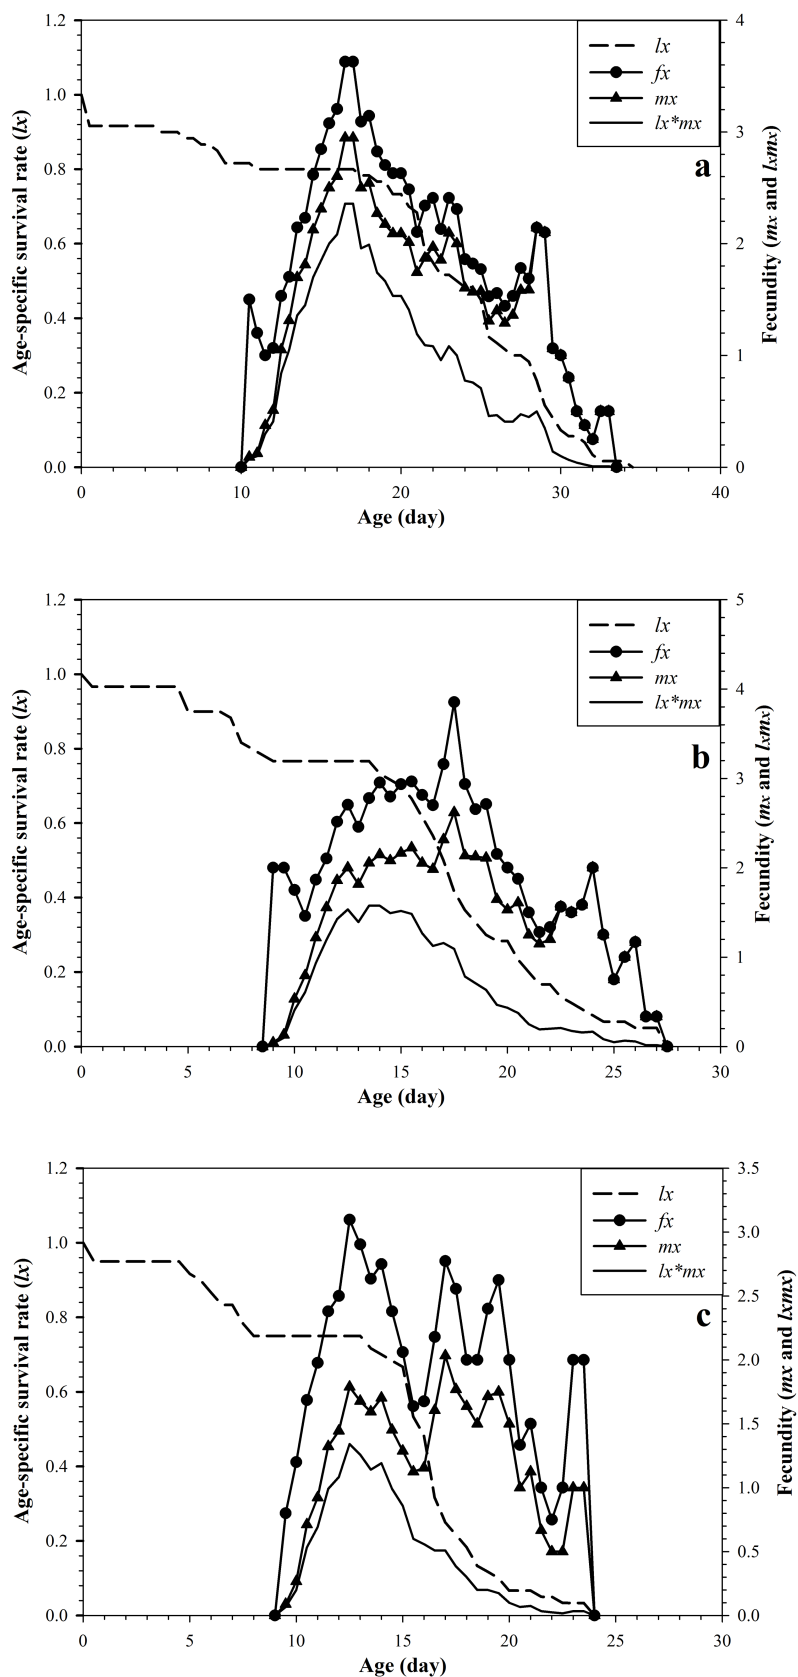 1.2
1.0
0.8
0.6
0.4
0.2
0.0
Age-specific survival rate (lx)
4
3
2
1
0
Fecundity (mx and lxmx)
lx
fx
mx
lx*mx
a
0 10 20 30 40
Age (day)
1.2
1.0
0.8
0.6
0.4
0.2
0.0
Age-specific survival rate (lx)
5
4
3
2
1
0
Fecundity (mx and lxmx)
lx
fx
mx
lx*mx
b
0 5 10 15 20 25 30
Age (day)
1.2
1.0
0.8
0.6
0.4
0.2
0.0
Age-specific survival rate (lx)
3.5
3.0
2.5
2.0
1.5
1.0
0.5
0.0
Fecundity (mx and lxmx)
lx
fx
mx
lx*mx
c
0 5 10 15 20 25 30
Age (day)